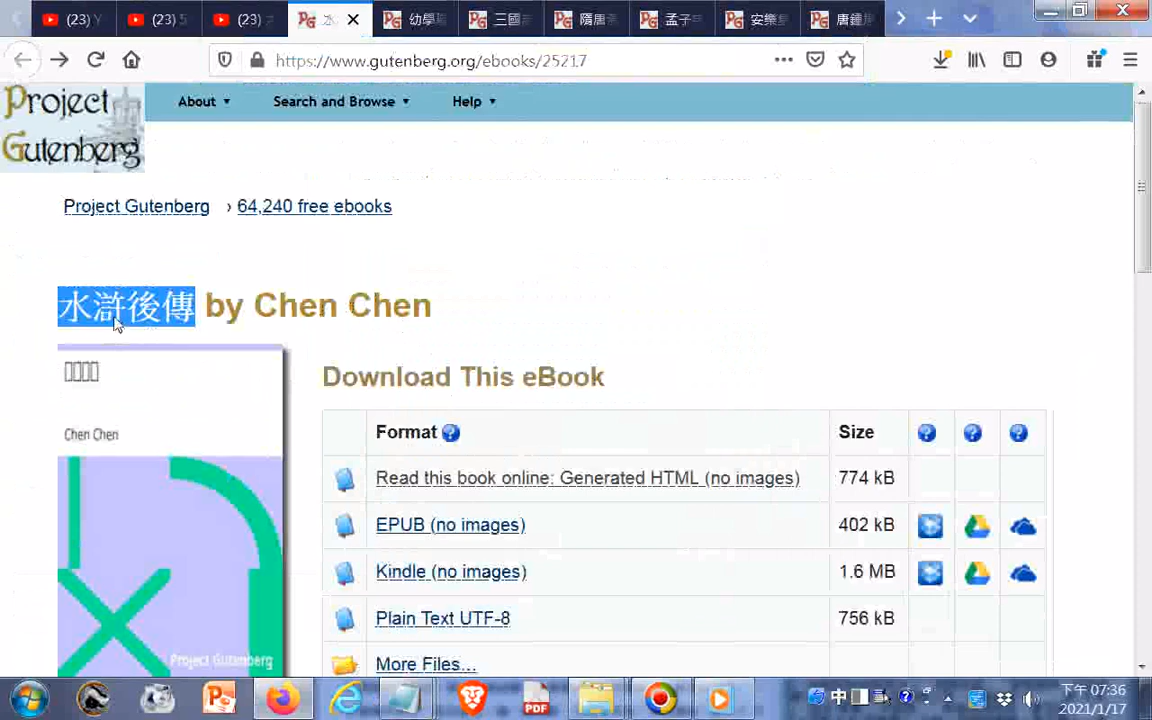 (23) Y
(23) 5
(23)
幼學
三國
隋唐
孟子
安樂
唐鍾
https://www.gutenberg.org/ebooks/25217
Project
Gutenberg
About
Search and Browse
Help
Project Gutenberg › 64,240 free ebooks
水滸後傳 by Chen Chen
Chen Chen
Project Gutenberg
Download This eBook
Format ? Size ? ? ?
Read this book online: Generated HTML (no images) 774 kB
EPUB (no images) 402 kB
Kindle (no images) 1.6 MB
Plain Text UTF-8 756 kB
More Files...
PDF
中
下午 07:36
2021/1/17